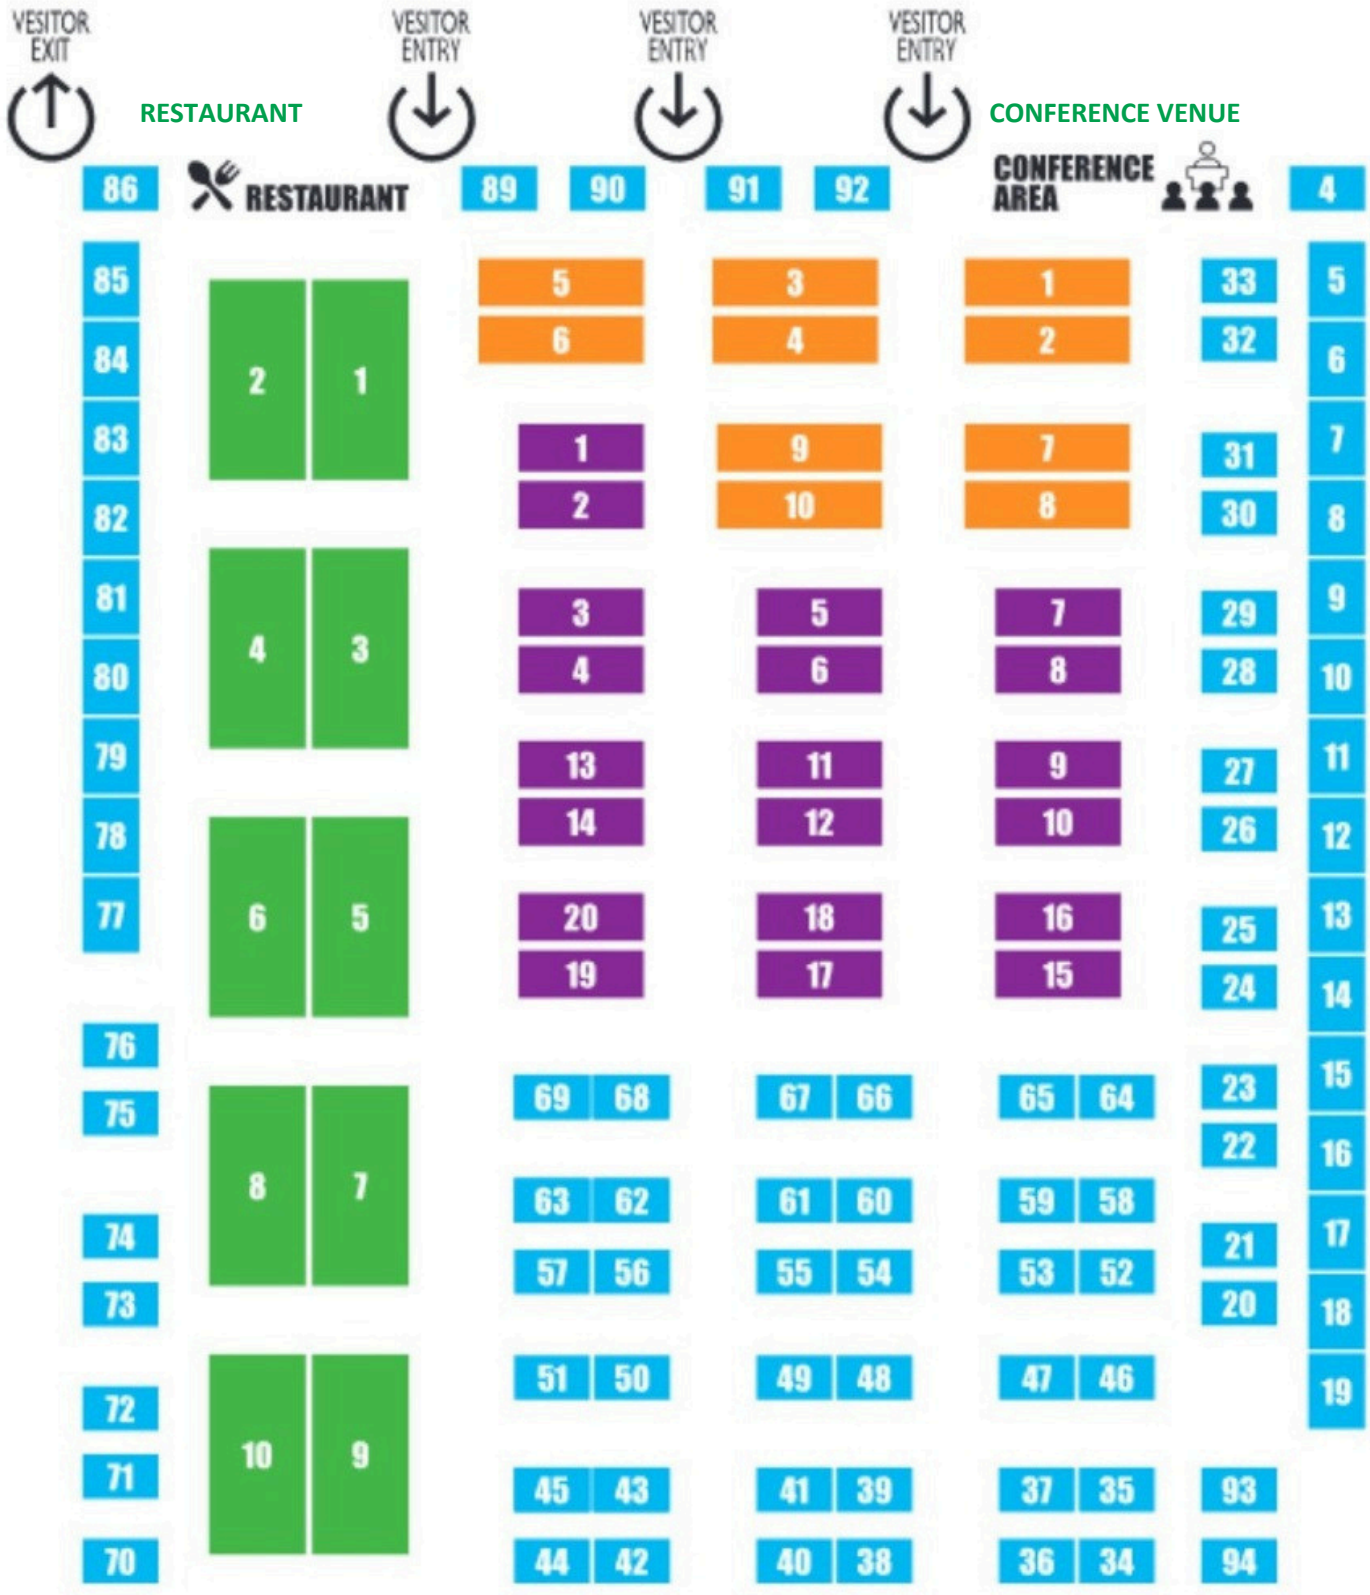 VESITOR EXIT
VESITOR ENTRY
VESITOR ENTRY
VESITOR ENTRY
RESTAURANT
CONFERENCE VENUE
86
RESTAURANT
89 90 91 92
CONFERENCE AREA
4
85 5 3 1 33 5
84 2 1 6 4 2 32 6
83 1 9 7 31 7
82 2 10 8 30 8
81 3 5 7 29 9
80 4 3 4 6 8 28 10
79 13 11 9 27 11
78 14 12 10 26 12
77 6 5 20 18 16 25 13
19 17 15 24 14
76
75 69 68 67 66 65 64 23 15
22 16
8 7 63 62 61 60 59 58
74 57 56 55 54 53 52 21 17
73 20 18
72 51 50 49 48 47 46 19
71 10 9 45 43 41 39 37 35 93
70 44 42 40 38 36 34 94